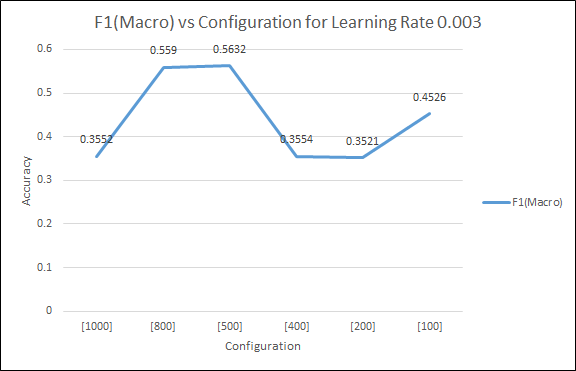 F1(Macro) vs Configuration for Learning Rate 0.003
0.6
0.5
0.4
0.3
0.2
0.1
0
Accuracy
0.3552
0.559
0.5632
0.3554
0.3521
0.4526
[1000] [800] [500] [400] [200] [100]
Configuration
F1(Macro)